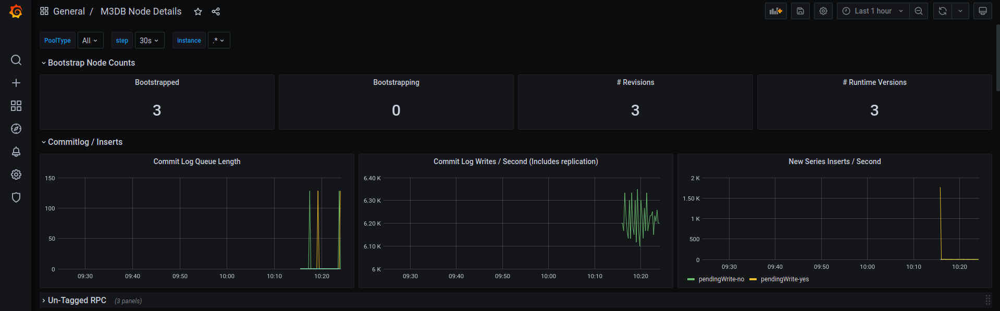 General / M3DB Node Details
Last 1 hour
PoolType All step 30s instance .*
Bootstrap Node Counts
Bootstrapped
3
Bootstrapping
0
# Revisions
3
# Runtime Versions
3
Commitlog / Inserts
Commit Log Queue Length
150
100
50
0
09:30 09:40 09:50 10:00 10:10 10:20
Commit Log Writes / Second (Includes replication)
6.40 K
6.30 K
6.20 K
6.10 K
6 K
09:30 09:40 09:50 10:00 10:10 10:20
New Series Inserts / Second
2 K
1.50 K
1 K
500
0
09:30 09:40 09:50 10:00 10:10 10:20
pendingWrite-no pendingWrite-yes
Un-Tagged RPC (3 panels)